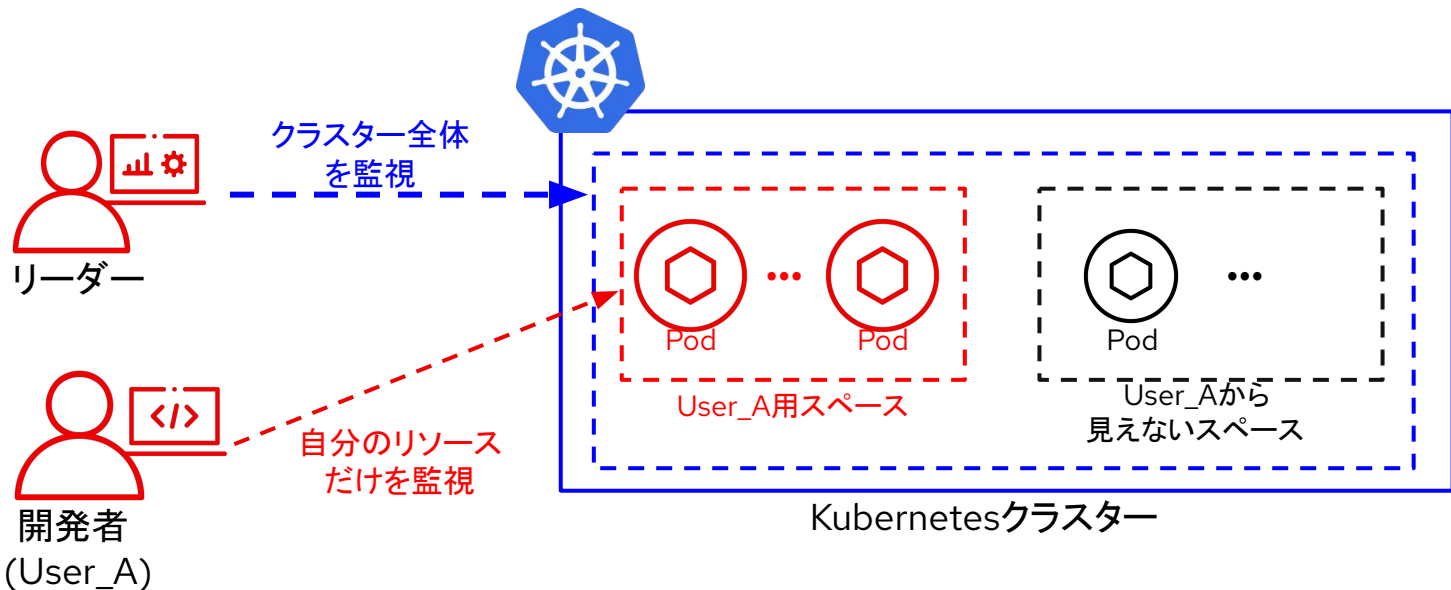 クラスター全体
を監視
リーダー
Pod
Pod
Pod
User_A用スペース
User_Aから
見えないスペース
</>
自分のリソース
だけを監視
Kubernetesクラスター
開発者
(User_A)